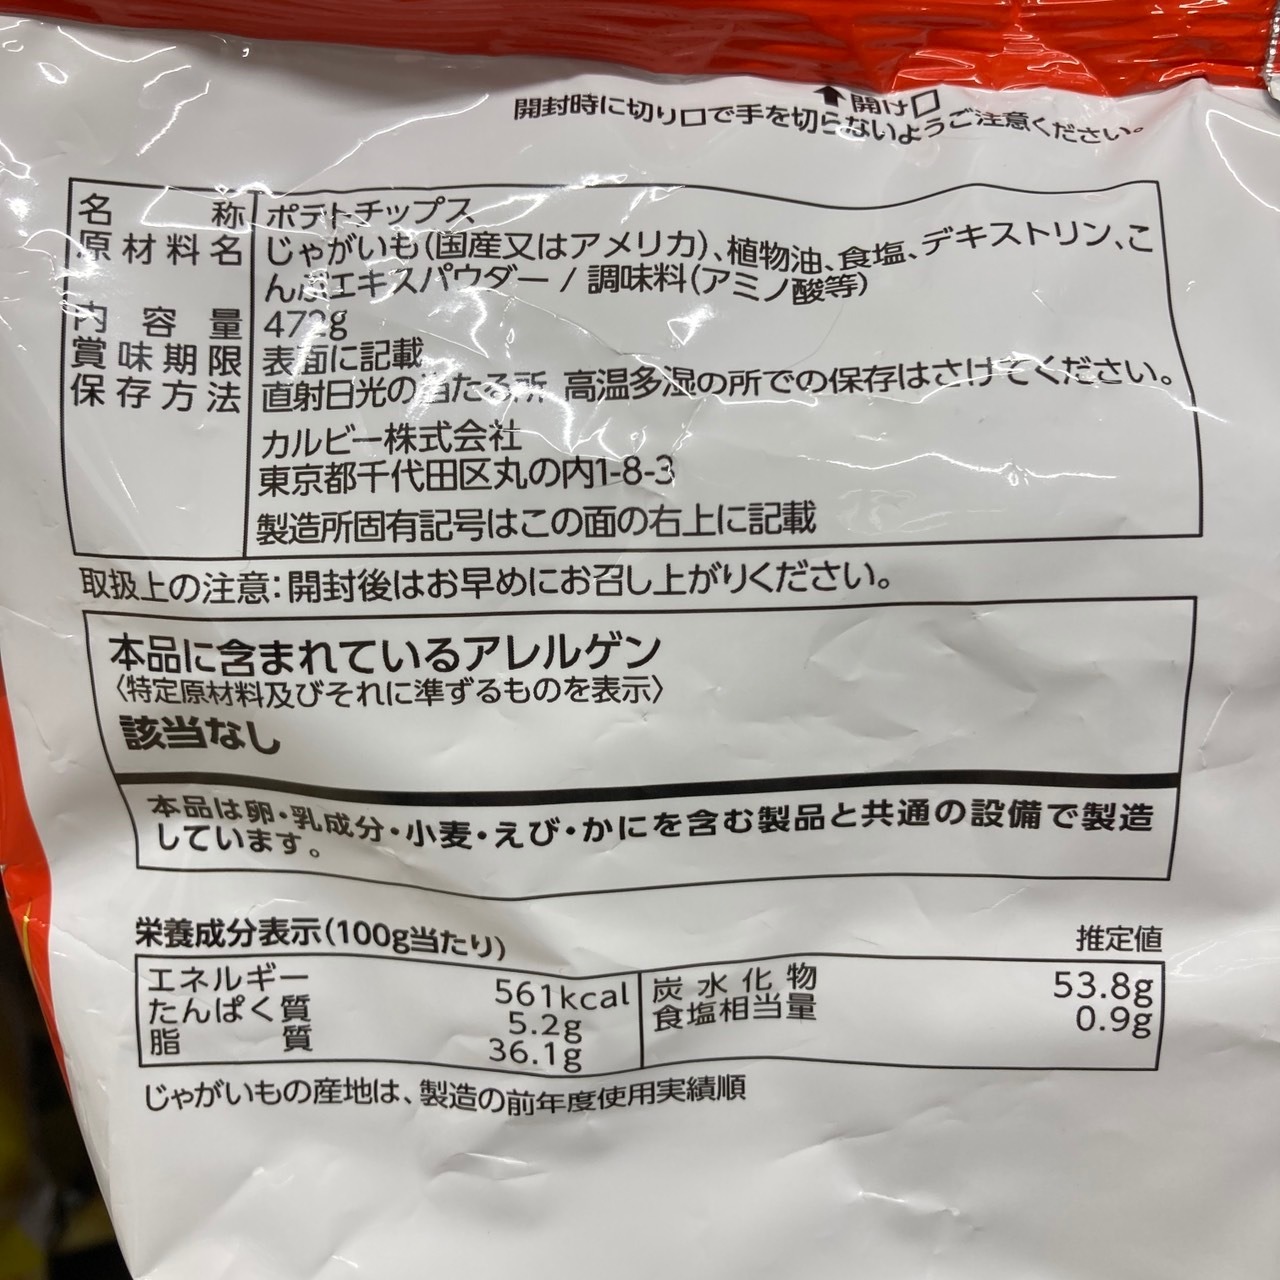 開け口
開封時に切り口で手を切らないようご注意ください。
名称 ポテトチップス
原材料名 じゃがいも(国産又はアメリカ)、植物油、食塩、デキストリン、こ
んぶエキスパウダー / 調味料(アミノ酸等)
内容量 472g
賞味期限 表面に記載
保存方法 直射日光の当たる所 高温多湿の所での保存はさけてください。
カルビー株式会社
東京都千代田区丸の内1-8-3
製造所固有記号はこの面の右上に記載
取扱上の注意:開封後はお早めにお召し上がりください。
本品に含まれているアレルゲン
〈特定原材料及びそれに準ずるものを表示〉
該当なし
本品は卵・乳成分・小麦・えび・かにを含む製品と共通の設備で製造
しています。
栄養成分表示(100g当たり) 推定値
エネルギー 561kcal 炭水化物 53.8g
たんぱく質 5.2g 食塩相当量 0.9g
脂質 36.1g
じゃがいもの産地は、製造の前年度使用実績順